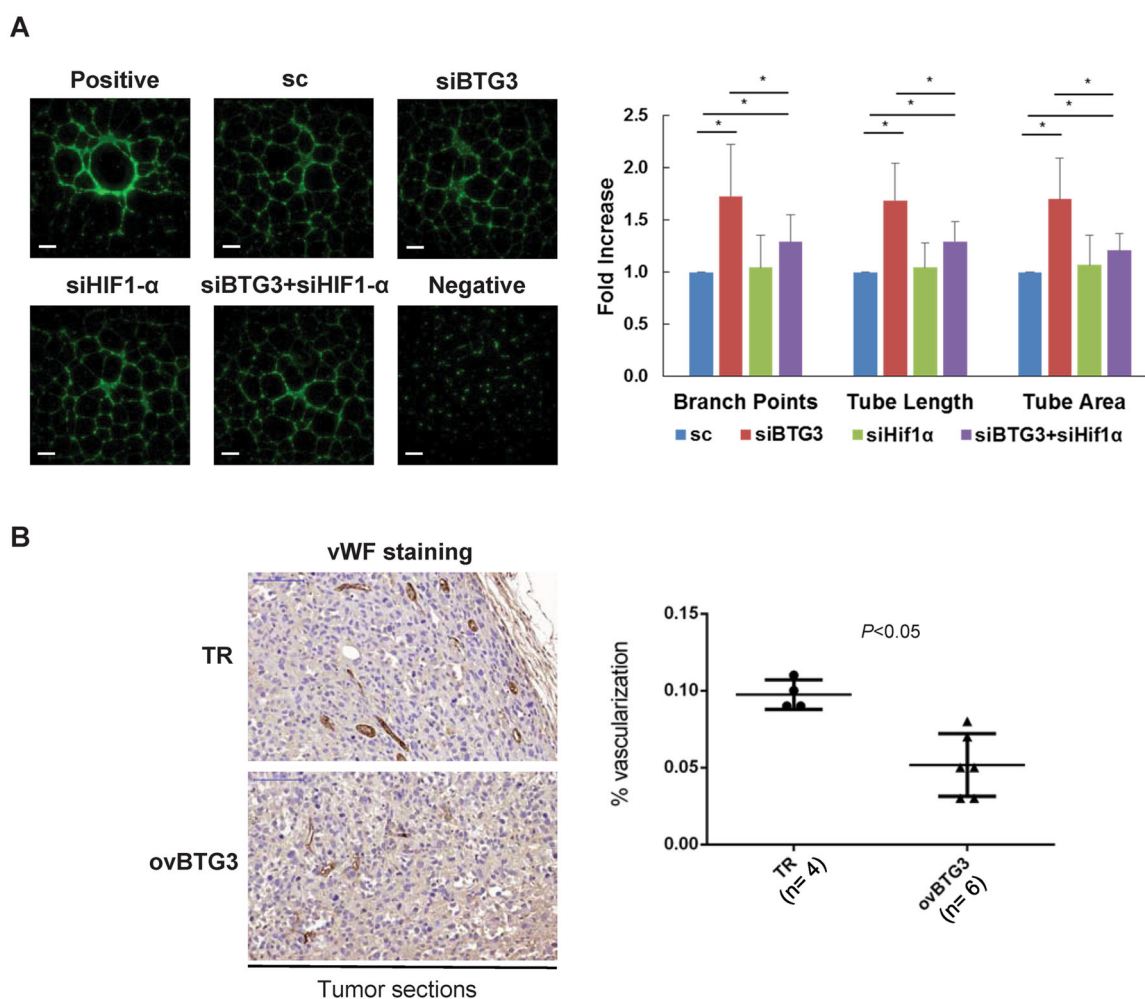 A
Positive
sc
siBTG3
siHIF1-α
siBTG3+siHIF1-α
Negative
Fold Increase
2.5
2.0
1.5
1.0
0.5
0.0
* * * * * * * * *
Branch Points Tube Length Tube Area
sc siBTG3 siHif1α siBTG3+siHif1α
B
vWF staining
TR
ovBTG3
Tumor sections
% vascularization
0.15
0.10
0.05
0.00
P<0.05
TR
(n= 4)
ovBTG3
(n= 6)